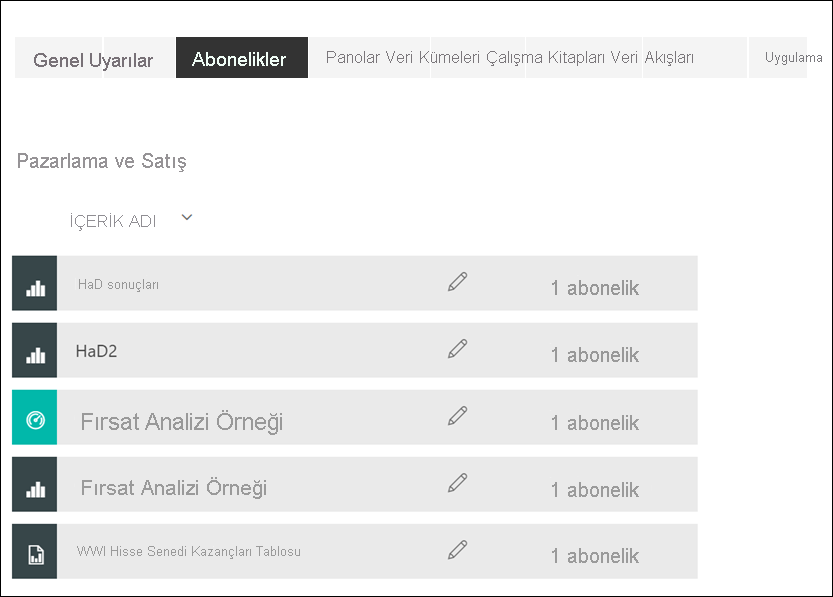 Genel Uyarılar Abonelikler Panolar Veri Kümeleri Çalışma Kitapları Veri Akışları Uygulama
Pazarlama ve Satış
İÇERİK ADI
HaD sonuçları 1 abonelik
HaD2 1 abonelik
Fırsat Analizi Örneği 1 abonelik
Fırsat Analizi Örneği 1 abonelik
WWI Hisse Senedi Kazançları Tablosu 1 abonelik